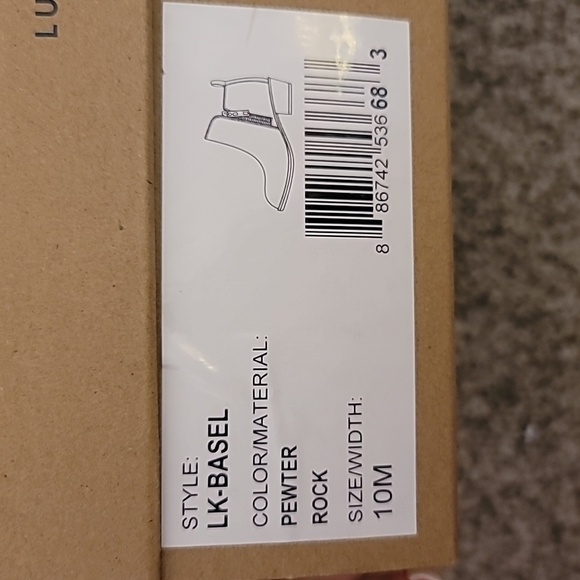 LU
STYLE:
LK-BASEL
COLOR/MATERIAL:
PEWTER
ROCK
SIZE/WIDTH:
10M
8 86742 536 68 3